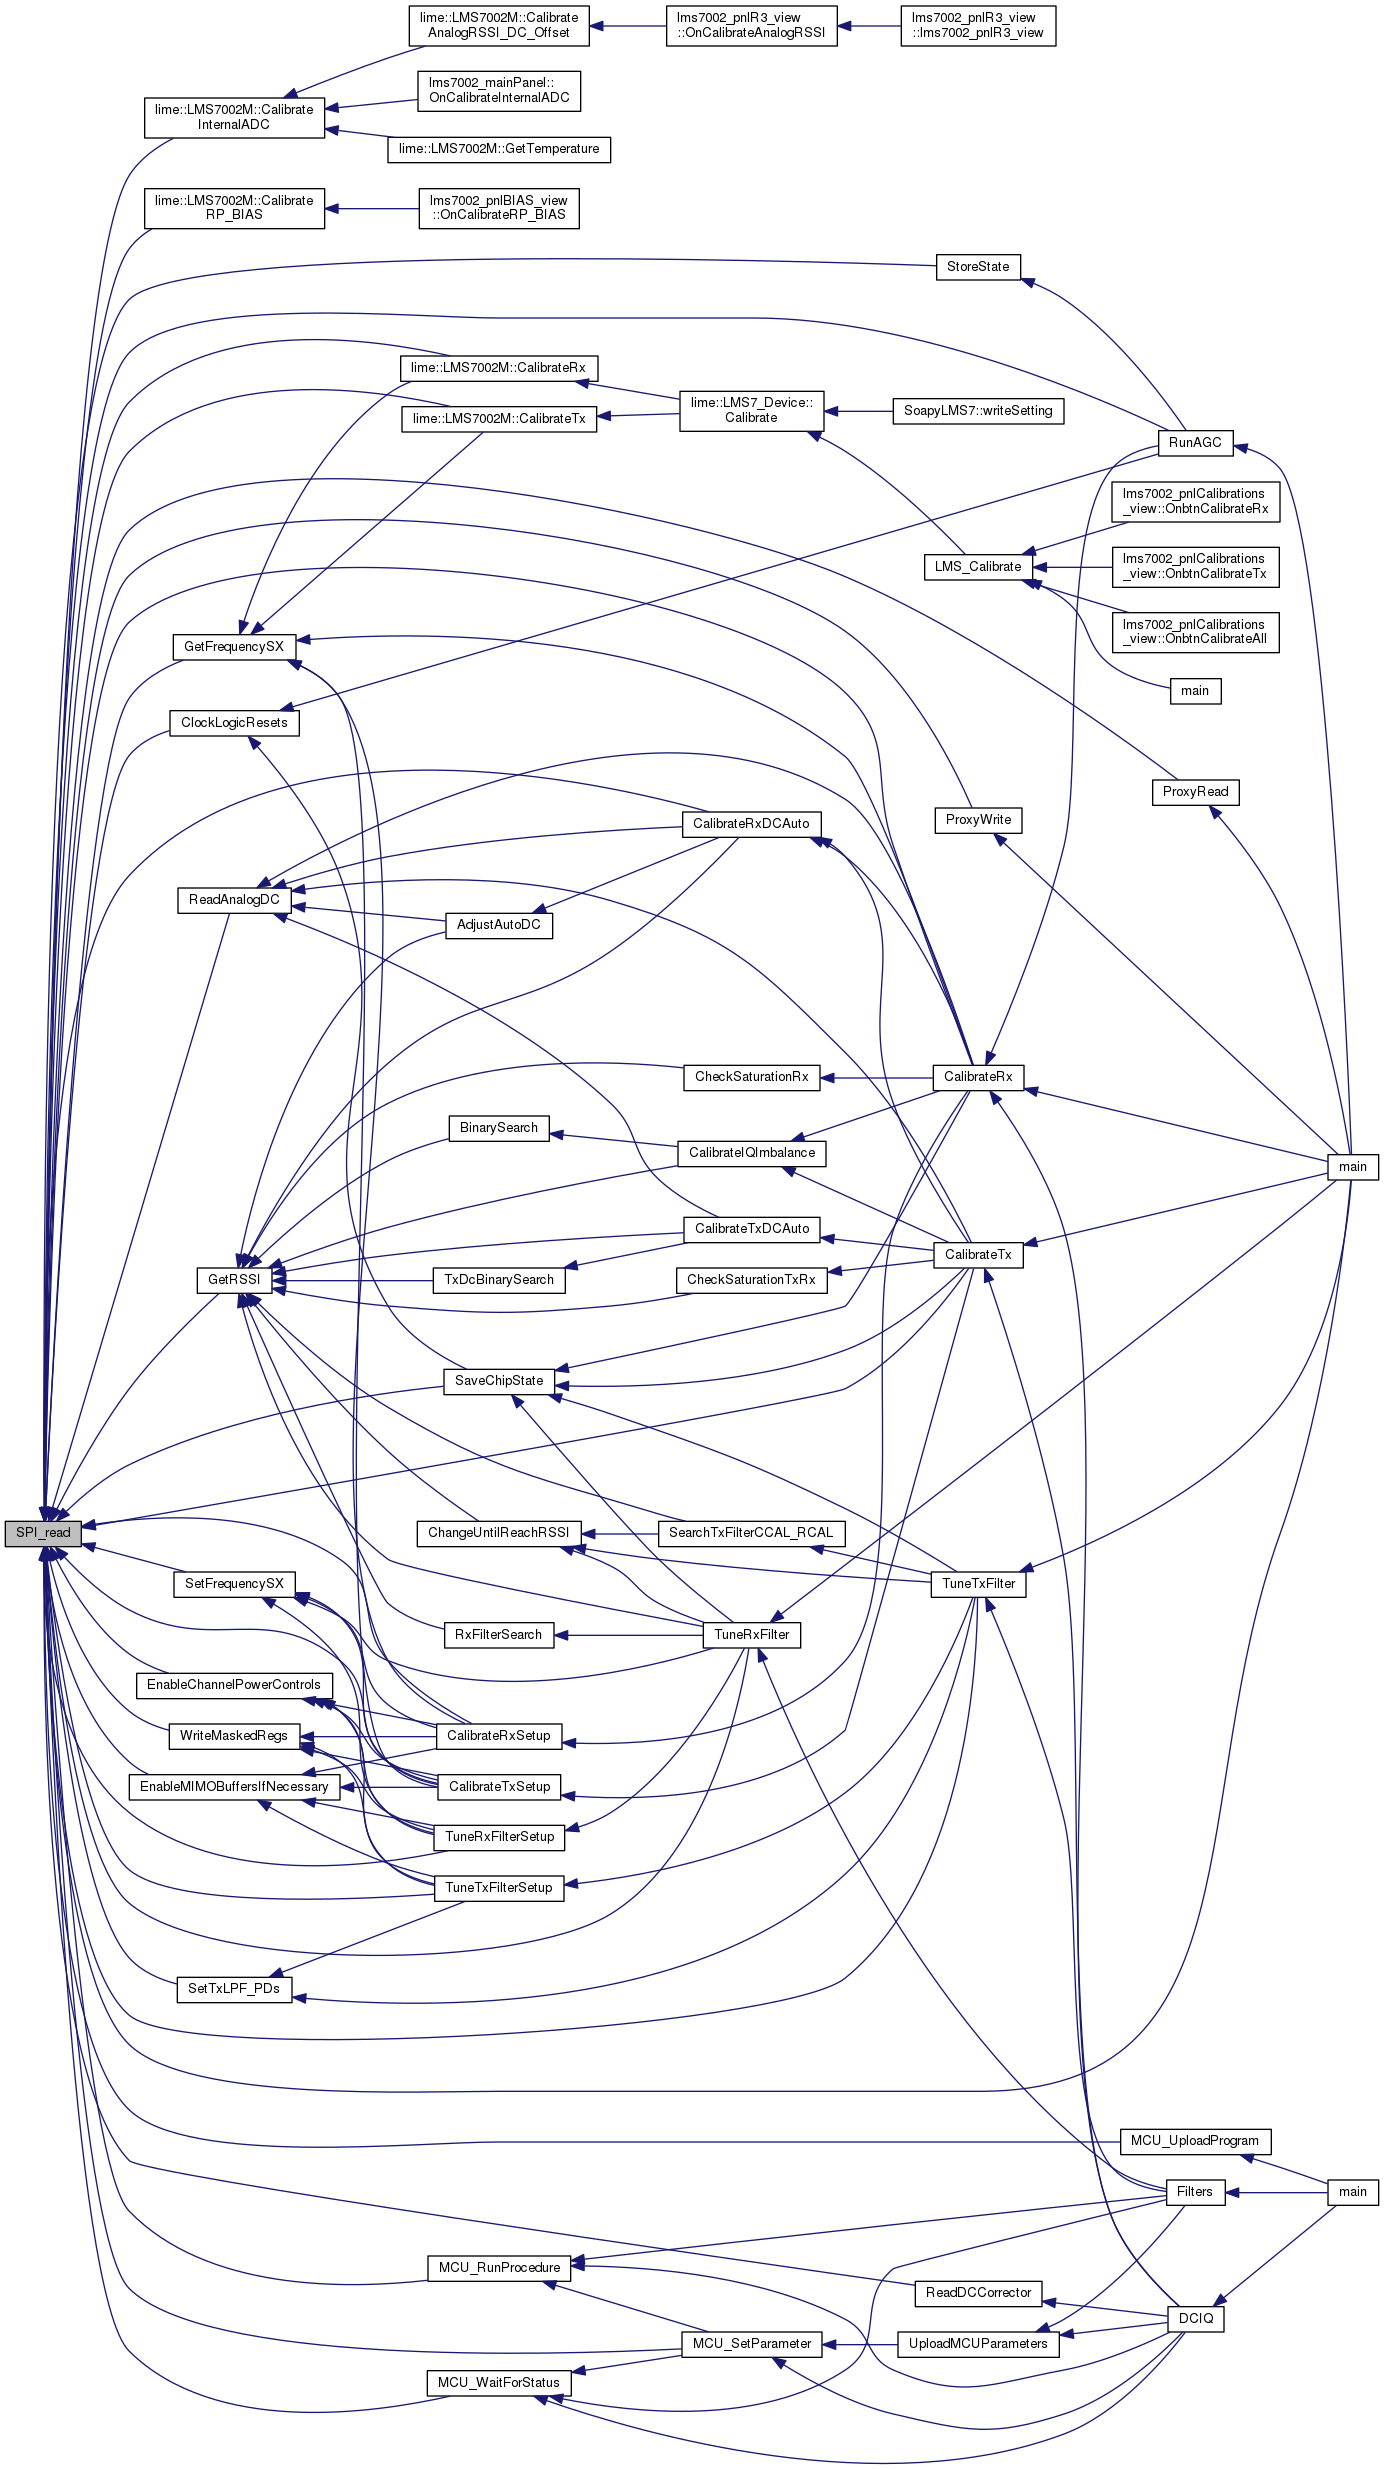 lime::LMS7002M::Calibrate
AnalogRSSI_DC_Offset
lms7002_pnlR3_view
::OnCalibrateAnalogRSSI
lms7002_pnlR3_view
::lms7002_pnlR3_view
lms7002_mainPanel::
OnCalibrateInternalADC
lime::LMS7002M::Calibrate
InternalADC
lime::LMS7002M::GetTemperature
lime::LMS7002M::Calibrate
RP_BIAS
lms7002_pnlBIAS_view
::OnCalibrateRP_BIAS
StoreState
lime::LMS7002M::CalibrateRx
lime::LMS7002M::CalibrateTx
lime::LMS7_Device::
Calibrate
SoapyLMS7::writeSetting
RunAGC
lms7002_pnlCalibrations
_view::OnbtnCalibrateRx
LMS_Calibrate
lms7002_pnlCalibrations
_view::OnbtnCalibrateTx
lms7002_pnlCalibrations
_view::OnbtnCalibrateAll
GetFrequencySX
main
ClockLogicResets
ProxyRead
CalibrateRxDCAuto
ProxyWrite
ReadAnalogDC
AdjustAutoDC
CheckSaturationRx
CalibrateRx
BinarySearch
CalibrateIQImbalance
main
CalibrateTxDCAuto
CalibrateTx
GetRSSI
TxDcBinarySearch
CheckSaturationTxRx
SaveChipState
SPI_read
ChangeUntilReachRSSI
SearchTxFilterCCAL_RCAL
SetFrequencySX
TuneTxFilter
RxFilterSearch
TuneRxFilter
EnableChannelPowerControls
WriteMaskedRegs
CalibrateRxSetup
EnableMIMOBuffersIfNecessary
CalibrateTxSetup
TuneRxFilterSetup
TuneTxFilterSetup
SetTxLPF_PDs
MCU_UploadProgram
Filters
main
MCU_RunProcedure
ReadDCCorrector
DCIQ
MCU_SetParameter
UploadMCUParameters
MCU_WaitForStatus